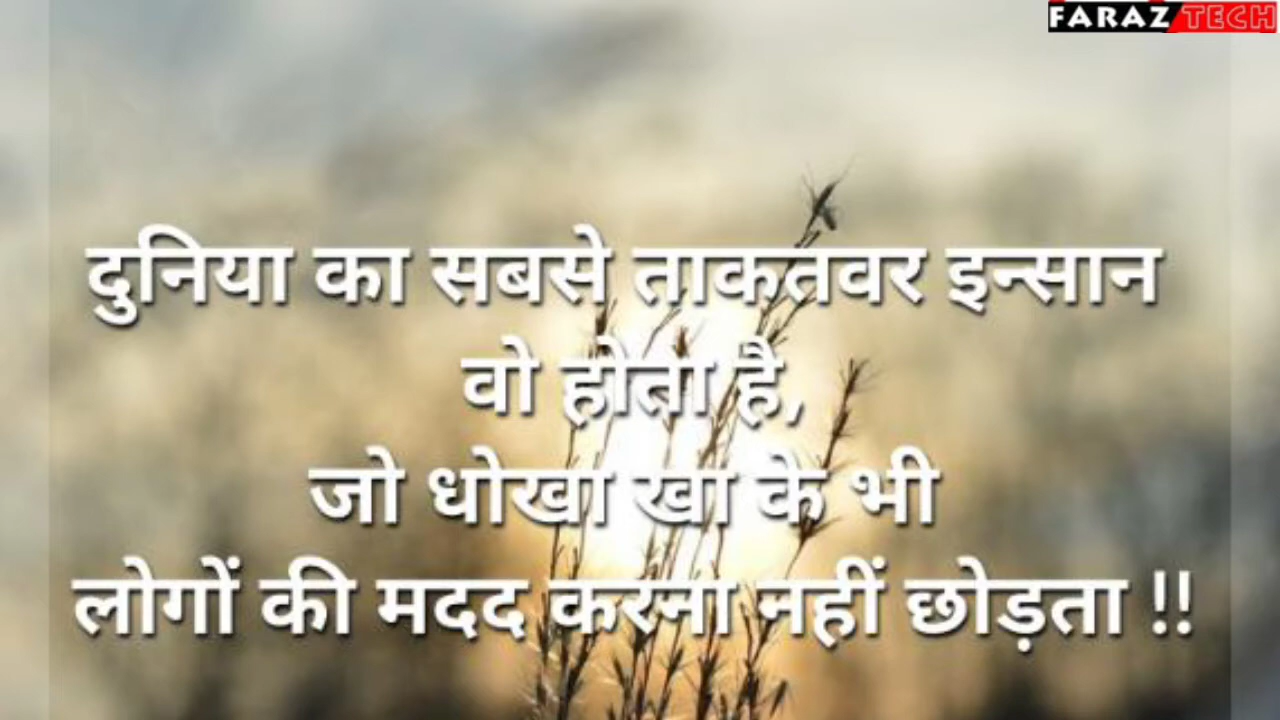 FARAZ TECH
दुनिया का सबसे ताकतवर इन्सान
वो होता है,
जो धोखा खा के भी
लोगों की मदद करना नहीं छोड़ता !!